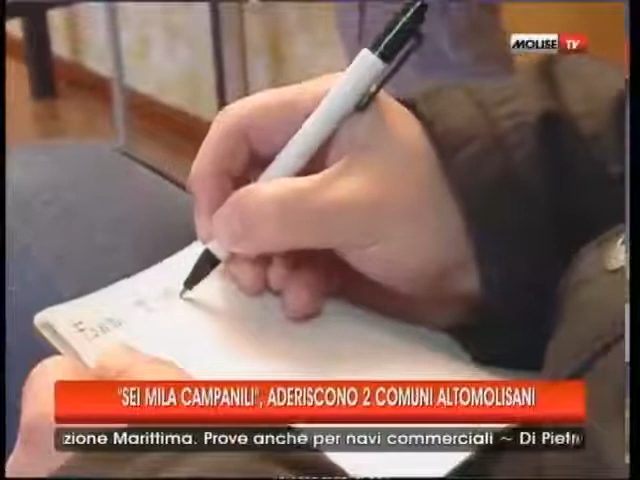 MOLISE TV
"SEI MILA CAMPANILI", ADERISCONO 2 COMUNI ALTOMOLISANI
zione Marittima. Prove anche per navi commerciali ~ Di Pietr